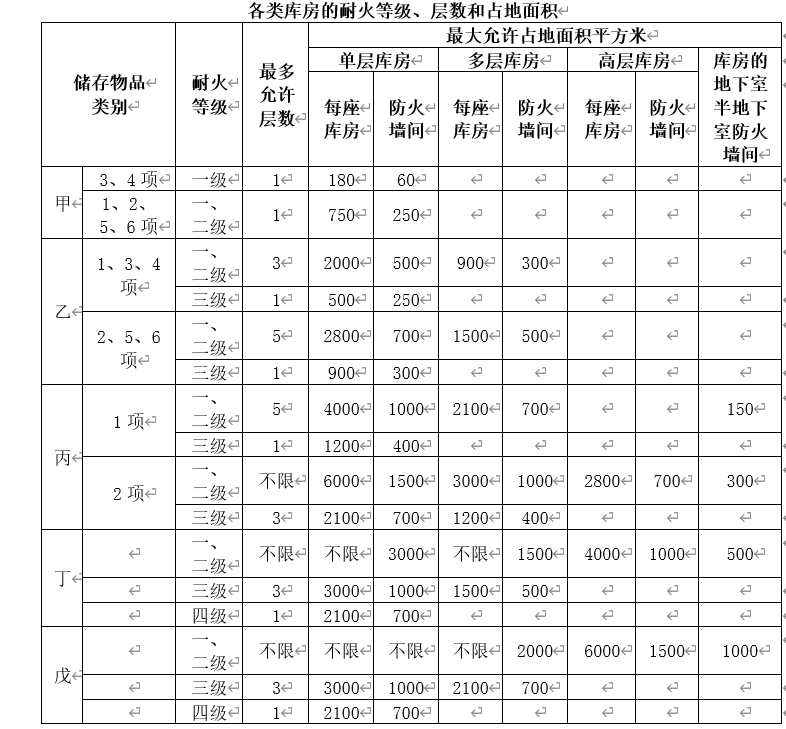 各类库房的耐火等级、层数和占地面积
储存物品类别 耐火等级 最多允许层数 最大允许占地面积平方米
单层库房 多层库房 高层库房 库房的地下室半地下室防火墙间
每座库房 防火墙间 每座库房 防火墙间 每座库房 防火墙间
甲 3、4项 一级 1 180 60
1、2、5、6项 一、二级 1 750 250
乙 1、3、4项 一、二级 3 2000 500 900 300
三级 1 500 250
2、5、6项 一、二级 5 2800 700 1500 500
三级 1 900 300
丙 1项 一、二级 5 4000 1000 2100 700 150
三级 1 1200 400
2项 一、二级 不限 6000 1500 3000 1000 2800 700 300
三级 3 2100 700 1200 400
丁 一、二级 不限 不限 3000 不限 1500 4000 1000 500
三级 3 3000 1000 1500 500
四级 1 2100 700
戊 一、二级 不限 不限 不限 不限 2000 6000 1500 1000
三级 3 3000 1000 2100 700
四级 1 2100 700